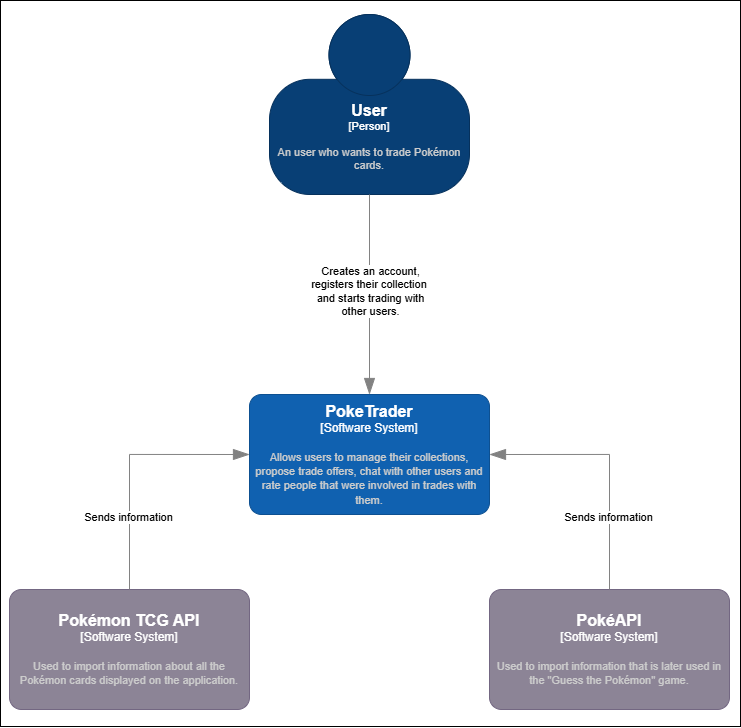 User
[Person]
An user who wants to trade Pokémon
cards.
Creates an account,
registers their collection
and starts trading with
other users.
PokeTrader
[Software System]
Allows users to manage their collections,
propose trade offers, chat with other users and
rate people that were involved in trades with
them.
Sends information
Sends information
Pokémon TCG API
[Software System]
Used to import information about all the
Pokémon cards displayed on the application.
PokéAPI
[Software System]
Used to import information that is later used in
the "Guess the Pokémon" game.